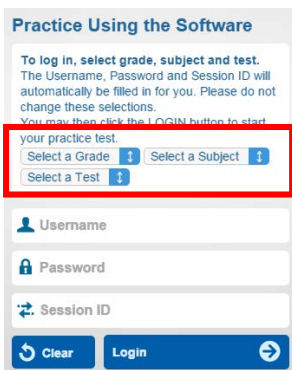 Practice Using the Software
To log in, select grade, subject and test.
The Username, Password and Session ID will
automatically be filled in for you. Please do not
change these selections.
You may then click the LOGIN button to start
your practice test.
Select a Grade Select a Subject
Select a Test
Username
Password
Session ID
Clear Login